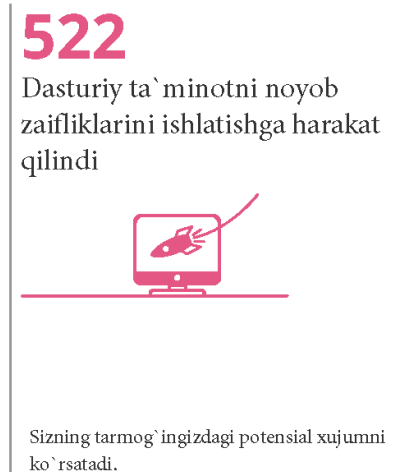 522
Dasturiy ta`minotni noyob
zaifliklarini ishlatishga harakat
qilindi
Sizning tarmog`ingizdagi potensial xujumni
ko`rsatadi.